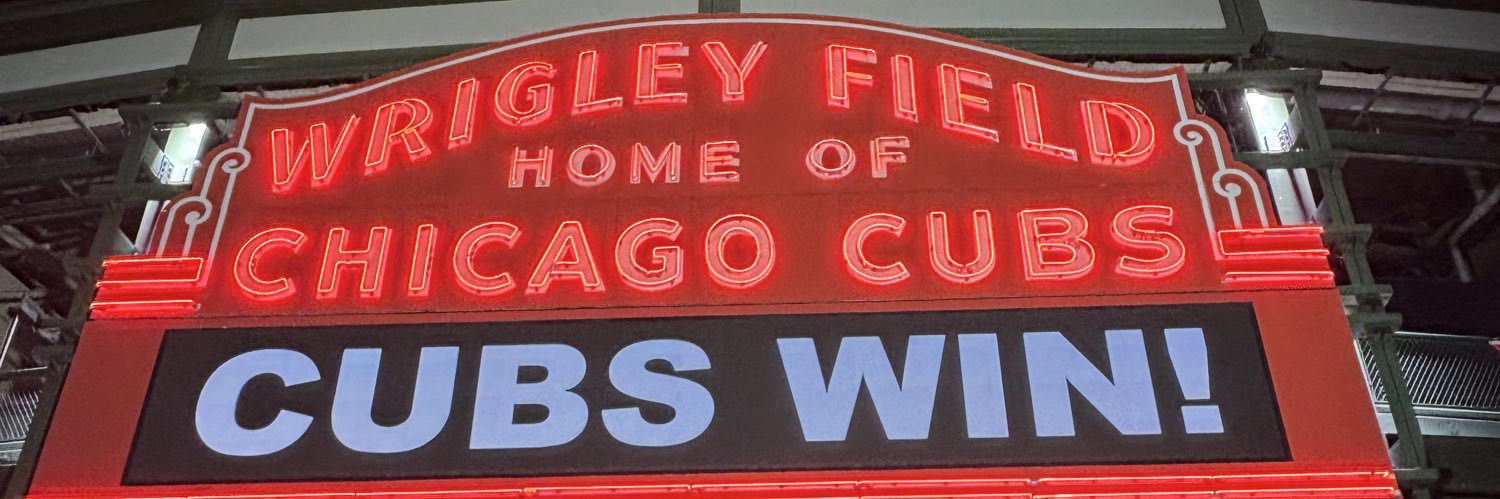 WRIGLEY FIELD
HOME OF
CHICAGO CUBS
CUBS WIN!